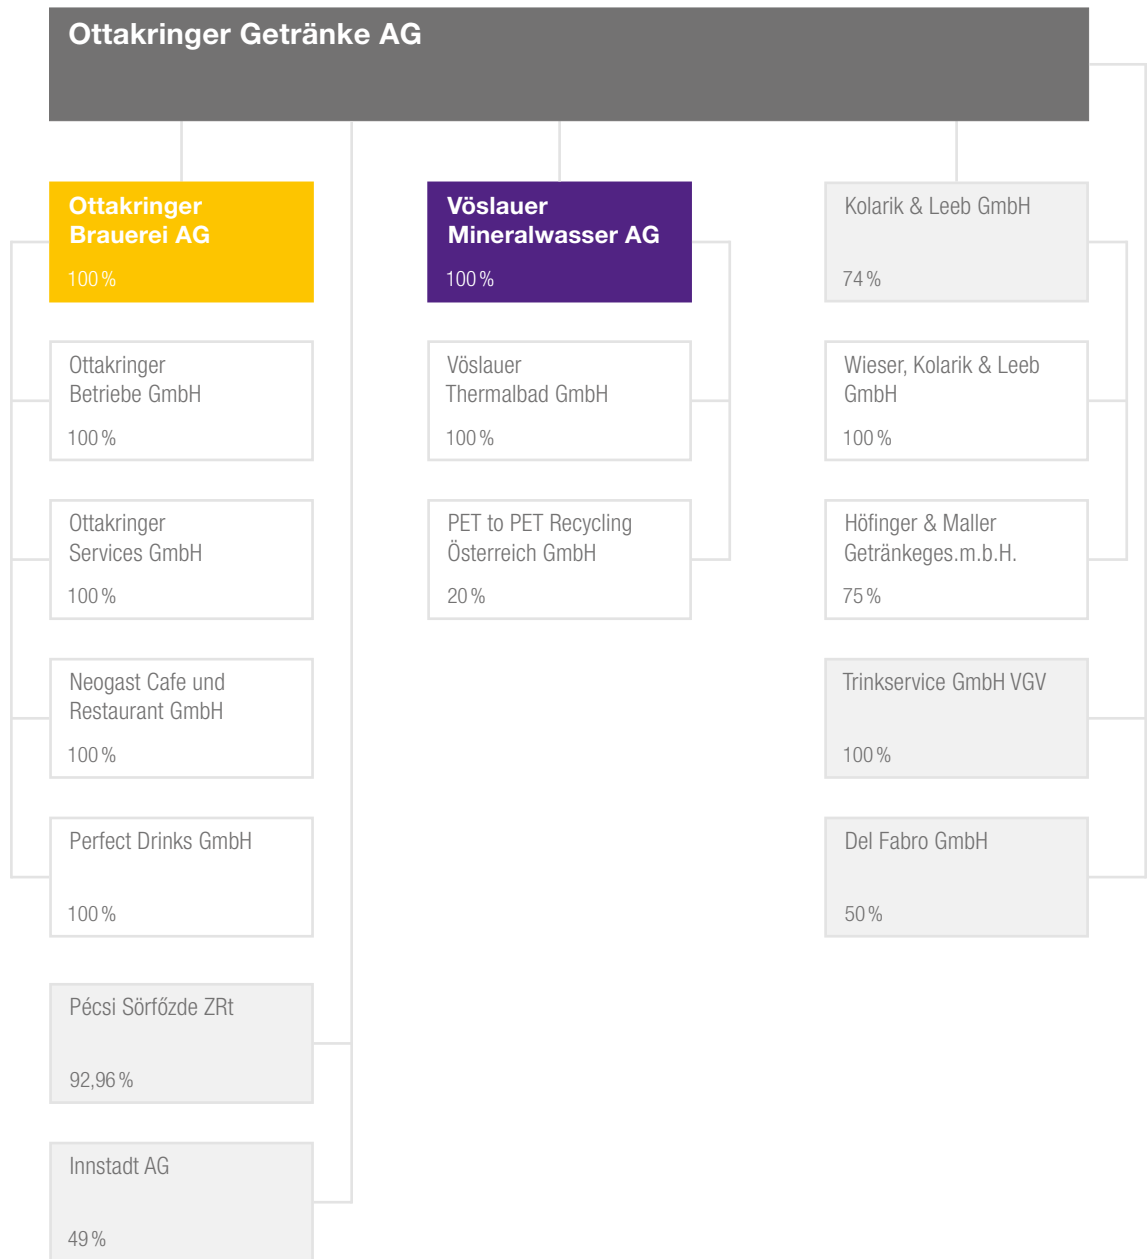 Ottakringer Getränke AG
Ottakringer
Brauerei AG
100 %
Ottakringer
Betriebe GmbH
100 %
Ottakringer
Services GmbH
100 %
Neogast Cafe und
Restaurant GmbH
100 %
Perfect Drinks GmbH
100 %
Pécsi Sörfőzde ZRt
92,96 %
Innstadt AG
49 %
Vöslauer
Mineralwasser AG
100 %
Vöslauer
Thermalbad GmbH
100 %
PET to PET Recycling
Österreich GmbH
20 %
Kolarik & Leeb GmbH
74 %
Wieser, Kolarik & Leeb
GmbH
100 %
Höfinger & Maller
Getränkeges.m.b.H.
75 %
Trinkservice GmbH VGV
100 %
Del Fabro GmbH
50 %